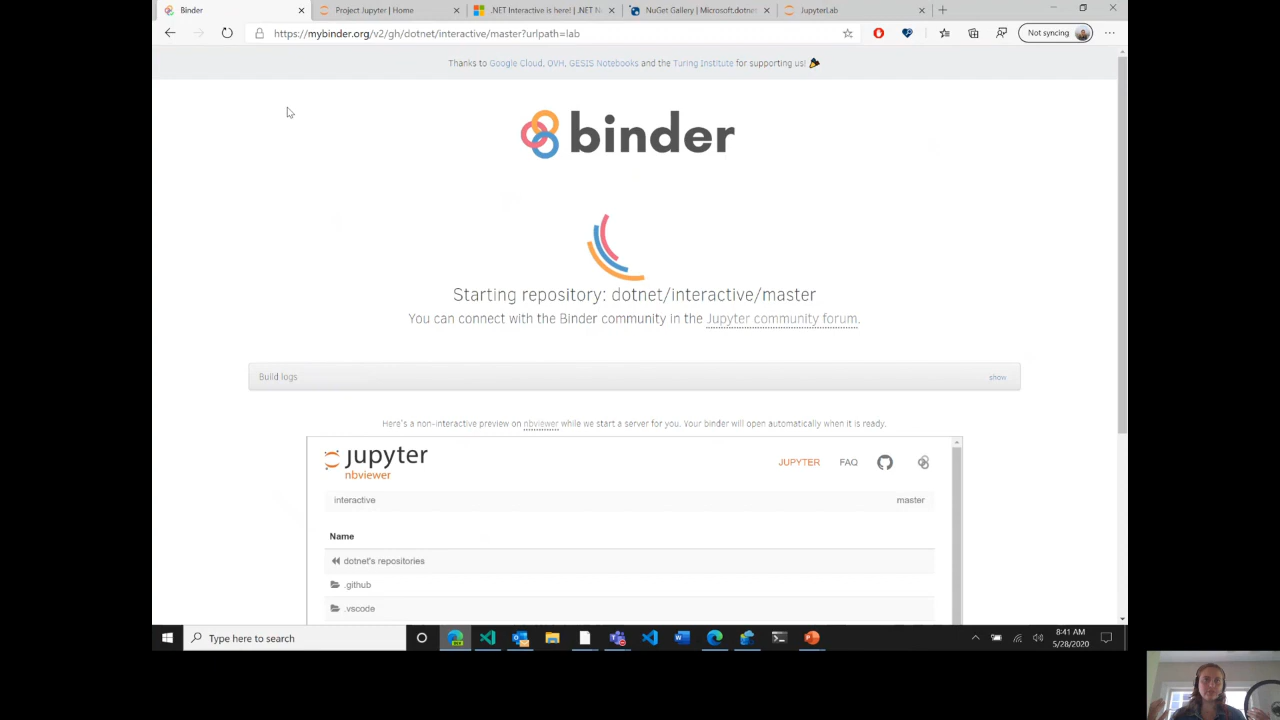 Binder
Project Jupyter | Home
.NET Interactive is here! | .NET N
NuGet Gallery | Microsoft.dotnet
JupyterLab
https://mybinder.org/v2/gh/dotnet/interactive/master?urlpath=lab
Not syncing
Thanks to Google Cloud, OVH, GESIS Notebooks and the Turing Institute for supporting us!
binder
Starting repository: dotnet/interactive/master
You can connect with the Binder community in the Jupyter community forum.
Build logs
show
Here's a non-interactive preview on nbviewer while we start a server for you. Your binder will open automatically when it is ready.
jupyter
nbviewer
JUPYTER FAQ
interactive
master
Name
dotnet's repositories
.github
.vscode
Type here to search
8:41 AM
5/28/2020